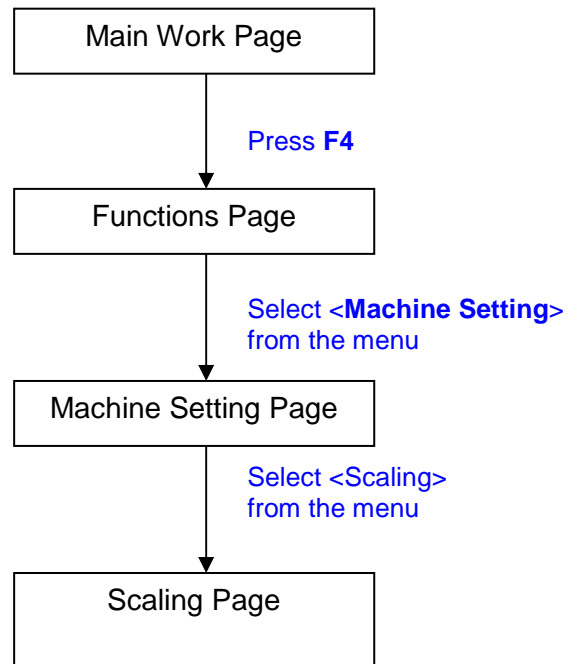 Main Work Page
Press F4
Functions Page
Select <Machine Setting>
from the menu
Machine Setting Page
Select <Scaling>
from the menu
Scaling Page